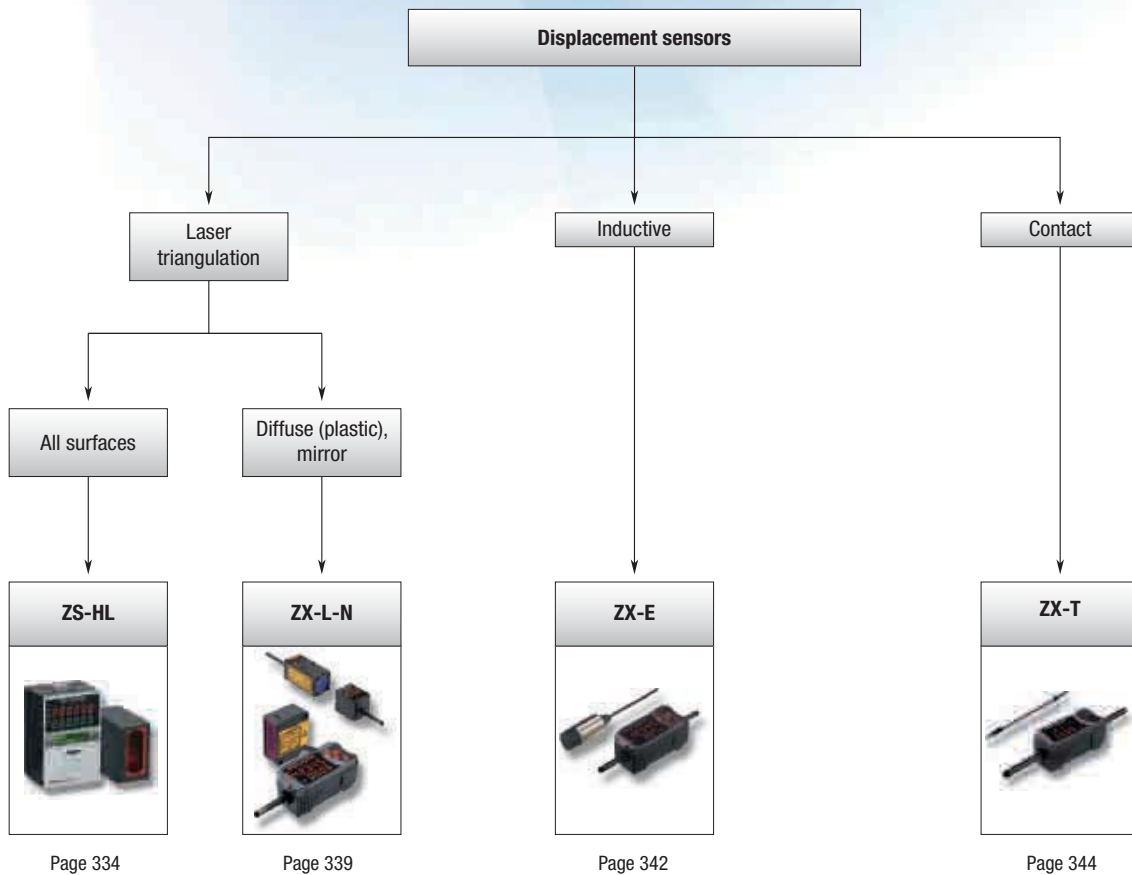 Displacement sensors
Laser
triangulation
Inductive
Contact
All surfaces
Diffuse (plastic),
mirror
ZS-HL
ZX-L-N
ZX-E
ZX-T
Page 334
Page 339
Page 342
Page 344